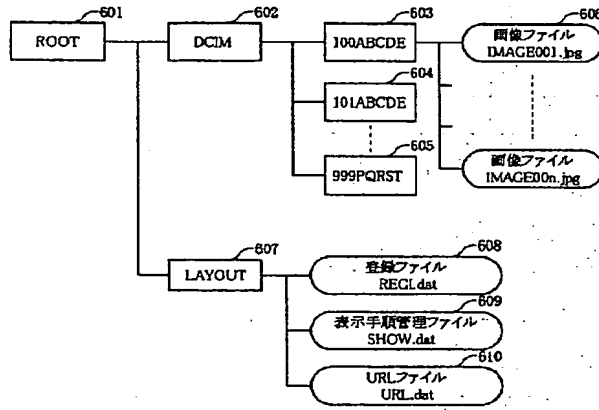 601
ROOT
602
DCIM
603
100ABCDE
604
101ABCDE
605
999PQRST
606
画像ファイル
IMAGE001.jpg
画像ファイル
IMAGE00n.jpg
607
LAYOUT
608
登録ファイル
REGI.dat
609
表示手順管理ファイル
SHOW.dat
610
URLファイル
URL.dat